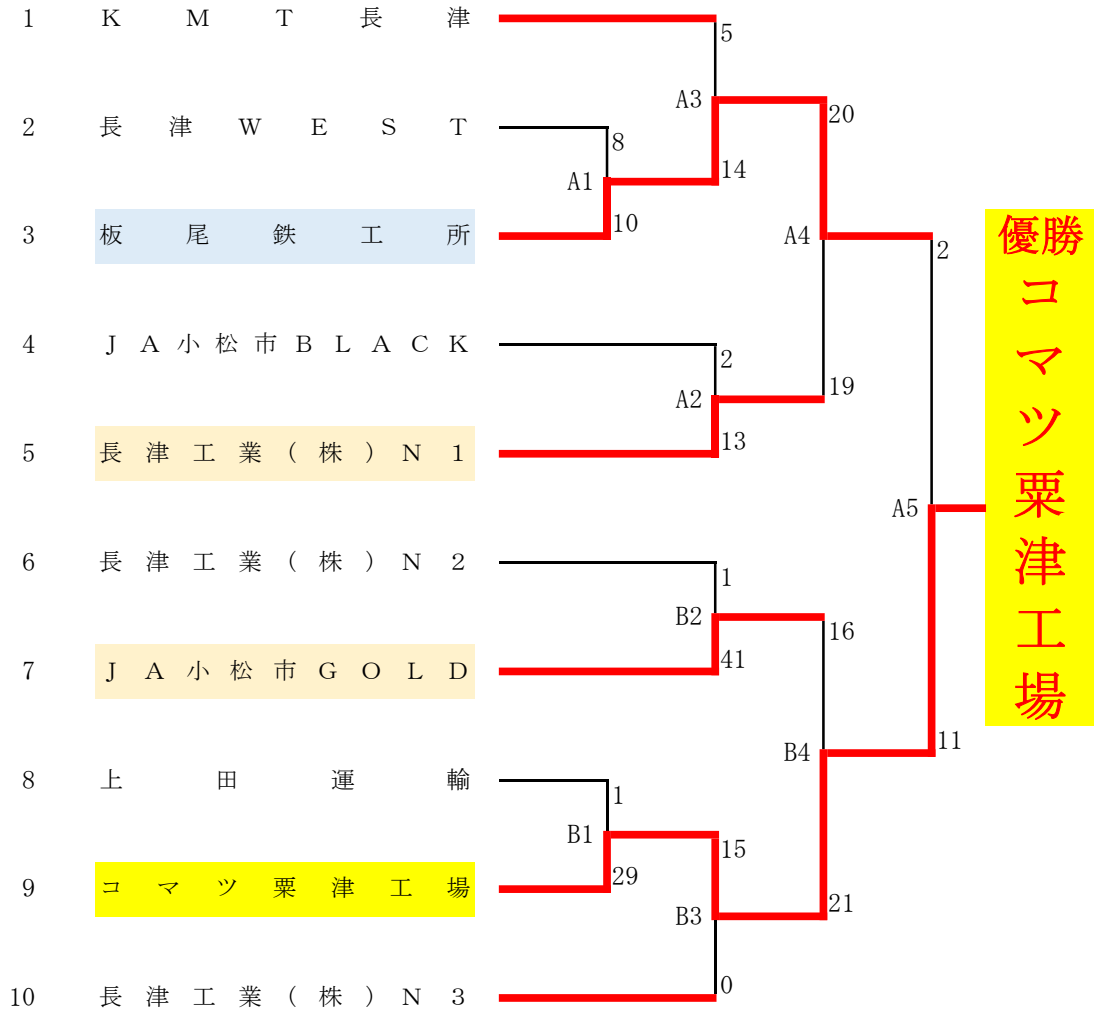 1 KMT長津
5
A3
20
2 長津WEST
8
A1
14
3 板尾鉄工所
10
A4
2
4 JA小松市BLACK
2
A2
19
5 長津工業(株)N1
13
A5
優勝
コマツ粟津工場
6 長津工業(株)N2
1
B2
16
7 JA小松市GOLD
41
B4
11
8 上田運輸
1
B1
15
9 コマツ粟津工場
29
B3
21
10 長津工業(株)N3
0